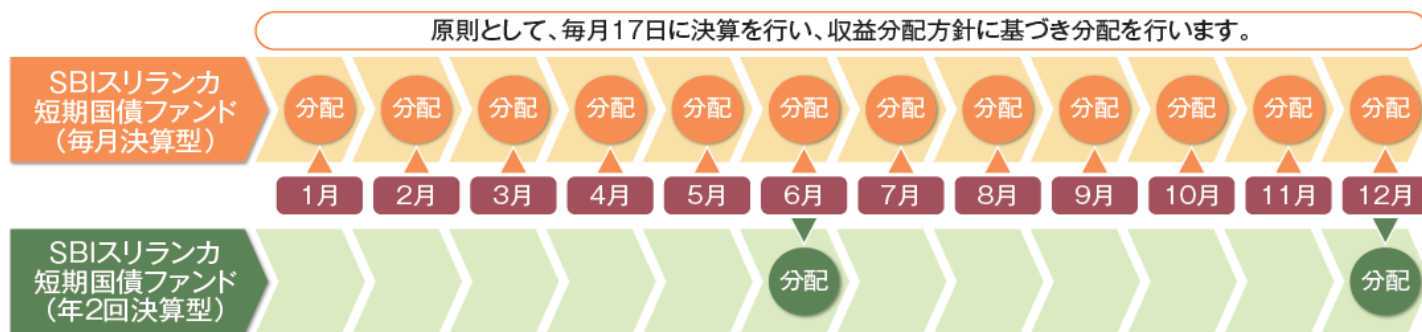 原則として、毎月17日に決算を行い、収益分配方針に基づき分配を行います。
SBIスリランカ
短期国債ファンド
（毎月決算型）
分配 分配 分配 分配 分配 分配 分配 分配 分配 分配 分配 分配
1月 2月 3月 4月 5月 6月 7月 8月 9月 10月 11月 12月
SBIスリランカ
短期国債ファンド
（年2回決算型）
分配 分配